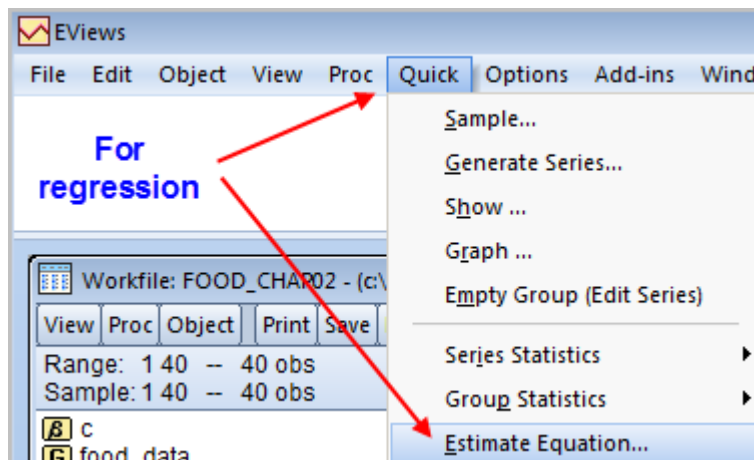 EViews
File Edit Object View Proc Quick Options Add-ins Wind
For
regression
Sample...
Generate Series...
Show ...
Graph ...
Empty Group (Edit Series)
Series Statistics
Group Statistics
Estimate Equation...
Workfile: FOOD_CHAP02 - (c:\
View Proc Object Print Save
Range: 1 40 -- 40 obs
Sample: 1 40 -- 40 obs
β c
G food_data